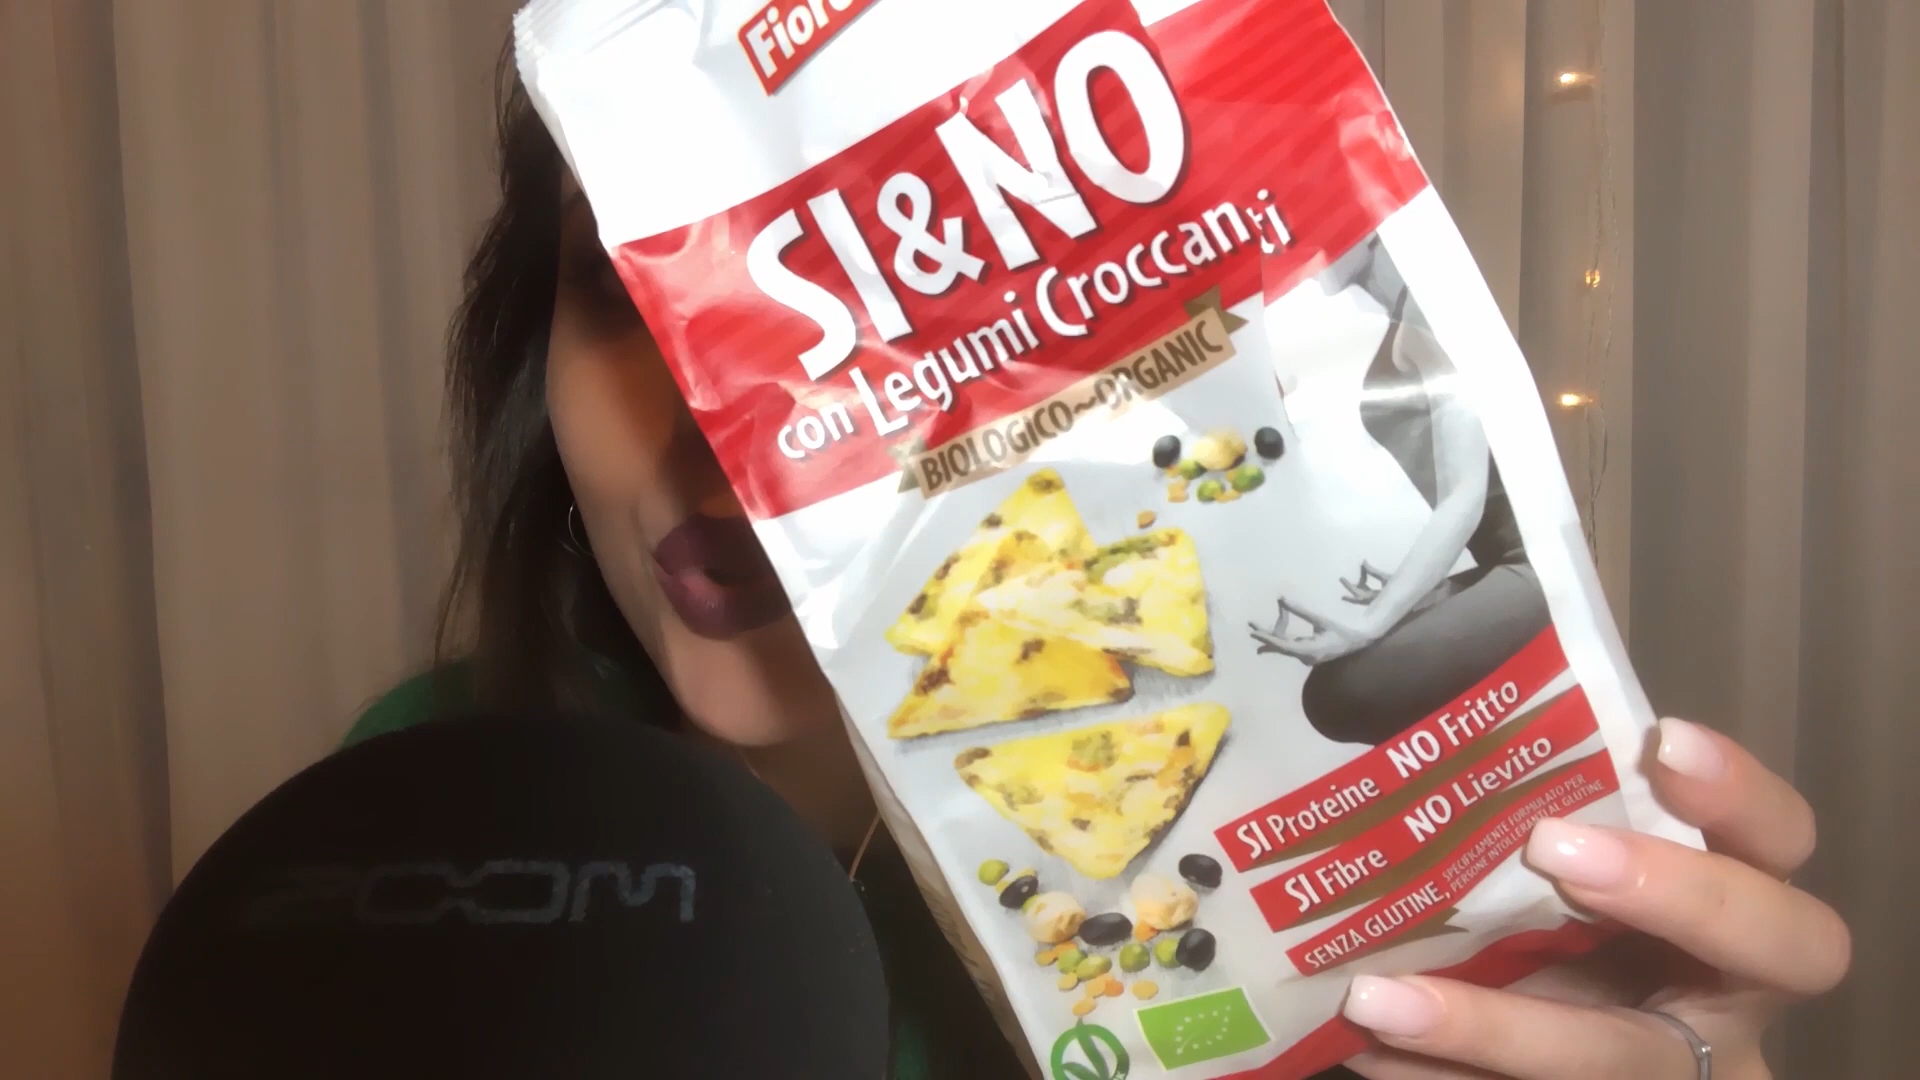 SI&NO
con Legumi Croccanti
BIOLOGICO~ORGANIC
SI Proteine NO Fritto
SI Fibre NO Lievito
SENZA GLUTINE, SPECIFICAMENTE FORMULATO PER
PERSONE INTOLLERANTI AL GLUTINE
zoom